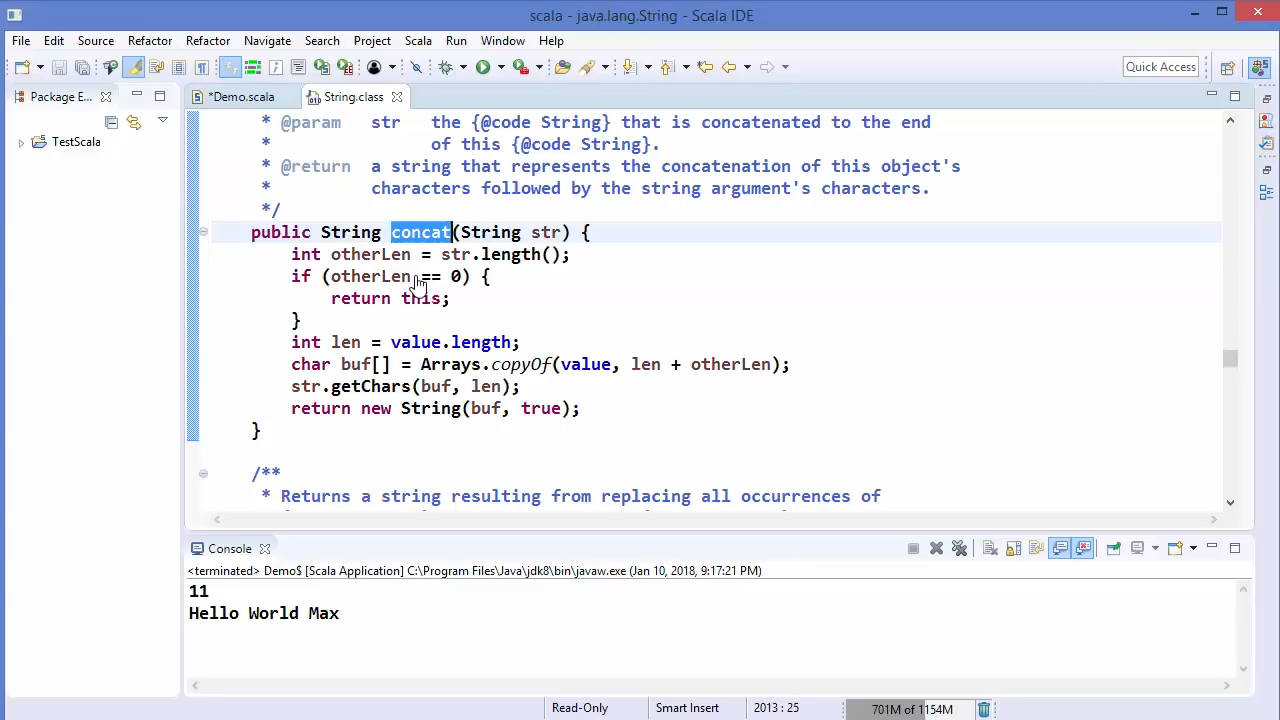 scala - java.lang.String - Scala IDE
File Edit Source Refactor Refactor Navigate Search Project Scala Run Window Help
Quick Access
Package E... *Demo.scala String.class
TestScala
* @param str the {@code String} that is concatenated to the end
* of this {@code String}.
* @return a string that represents the concatenation of this object's
* characters followed by the string argument's characters.
*/
public String concat(String str) {
int otherLen = str.length();
if (otherLen == 0) {
return this;
}
int len = value.length;
char buf[] = Arrays.copyOf(value, len + otherLen);
str.getChars(buf, len);
return new String(buf, true);
}
/**
* Returns a string resulting from replacing all occurrences of
Console
<terminated> Demo$ [Scala Application] C:\Program Files\Java\jdk8\bin\javaw.exe (Jan 10, 2018, 9:17:21 PM)
11
Hello World Max
Read-Only Smart Insert 2013 : 25 701M of 1154M